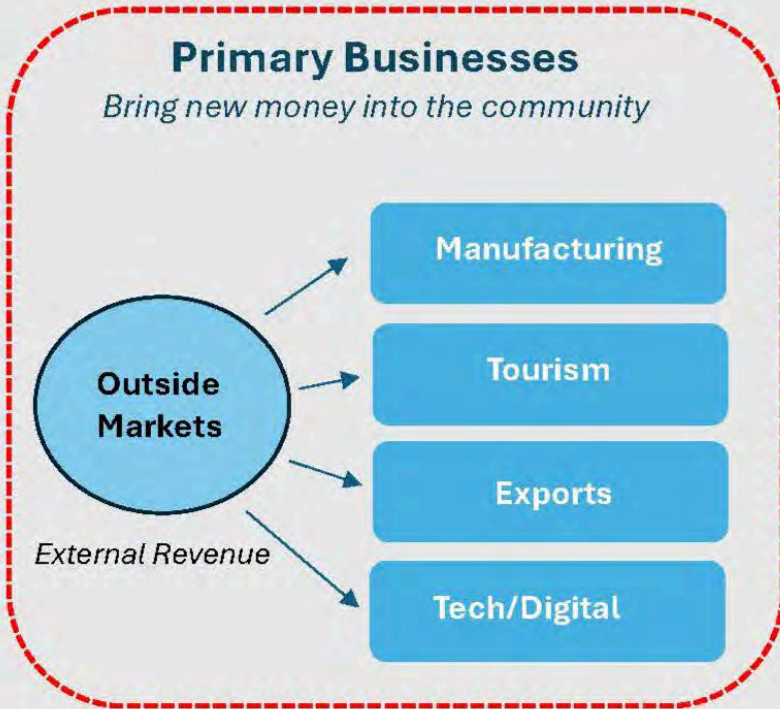 Primary Businesses
Bring new money into the community
Manufacturing
Outside
Markets
Tourism
Exports
External Revenue
Tech/Digital